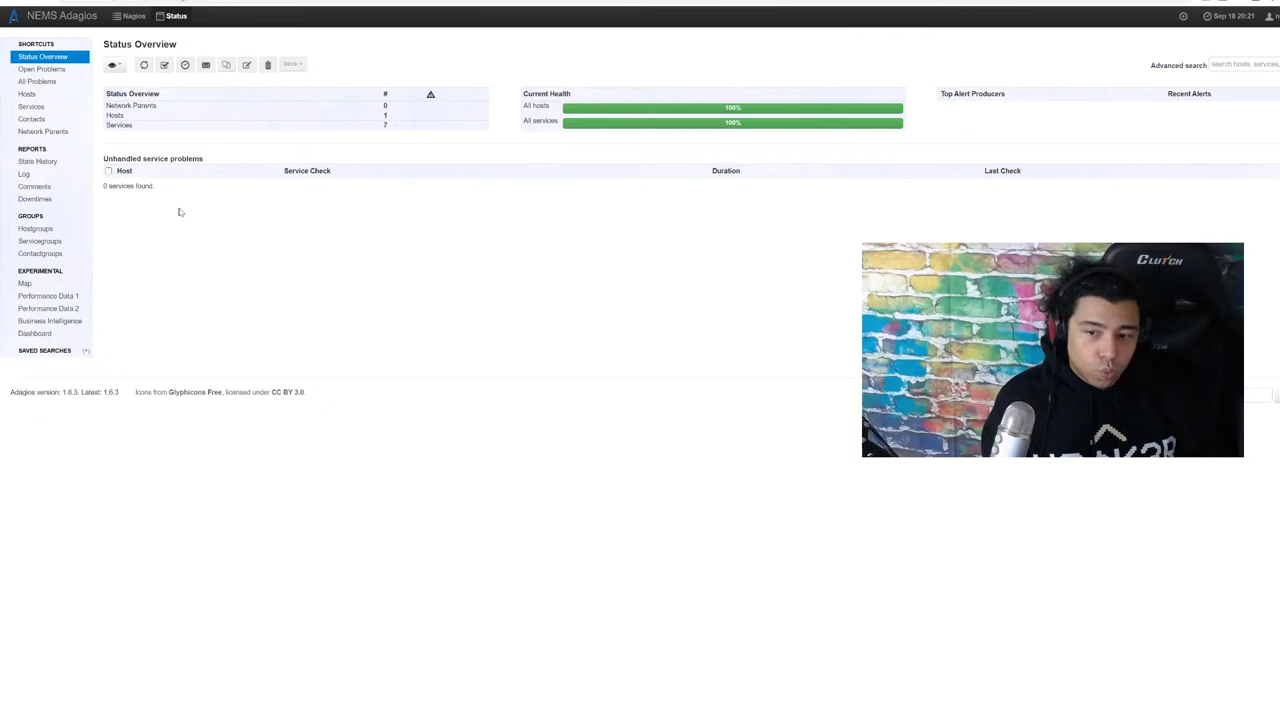 NEMS Adagios
Nagios
Status
Sep 18 20:21
SHORTCUTS
Status Overview
Open Problems
All Problems
Hosts
Services
Contacts
Network Parents
REPORTS
State History
Log
Comments
Downtimes
GROUPS
Hostgroups
Servicegroups
Contactgroups
EXPERIMENTAL
Map
Performance Data 1
Performance Data 2
Business Intelligence
Dashboard
SAVED SEARCHES (+)
Status Overview
More
Advanced search
search hosts, services,
Status Overview #
Network Parents 0
Hosts 1
Services 7
Current Health
All hosts 100%
All services 100%
Top Alert Producers
Recent Alerts
Unhandled service problems
Host Service Check Duration Last Check
0 services found.
CLUTCH
Adagios version: 1.6.3. Latest: 1.6.3
Icons from Glyphicons Free, licensed under CC BY 3.0.